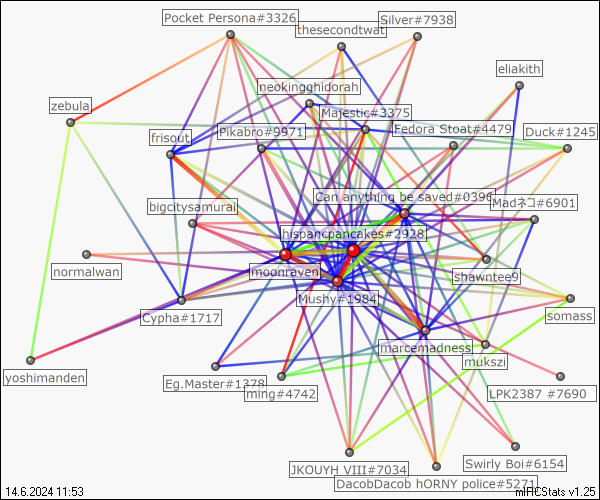 Pocket Persona#3326
Silver#7938
thesecondtwat
eliakith
neokingghidorah
zebula
Majestic#3375
Pikabro#9971
Fedora Stoat#4479
Duck#1245
frisout
Can anything be saved#0396
Madネコ#6901
bigcitysamurai
hispancpancakes#2928
normalwan
moonraven
Shawntee9
Mushy#1984
Cypha#1717
somass
marcemadness
mukszi
yoshimanden
Eg.Master#1378
ming#4742
LPK2387 #7690
JKOUYH VIII#7034
Swirly Boi#6154
DacobDacob hORNY police#5271
14.6.2024 11:53
mIRCStats v1.25